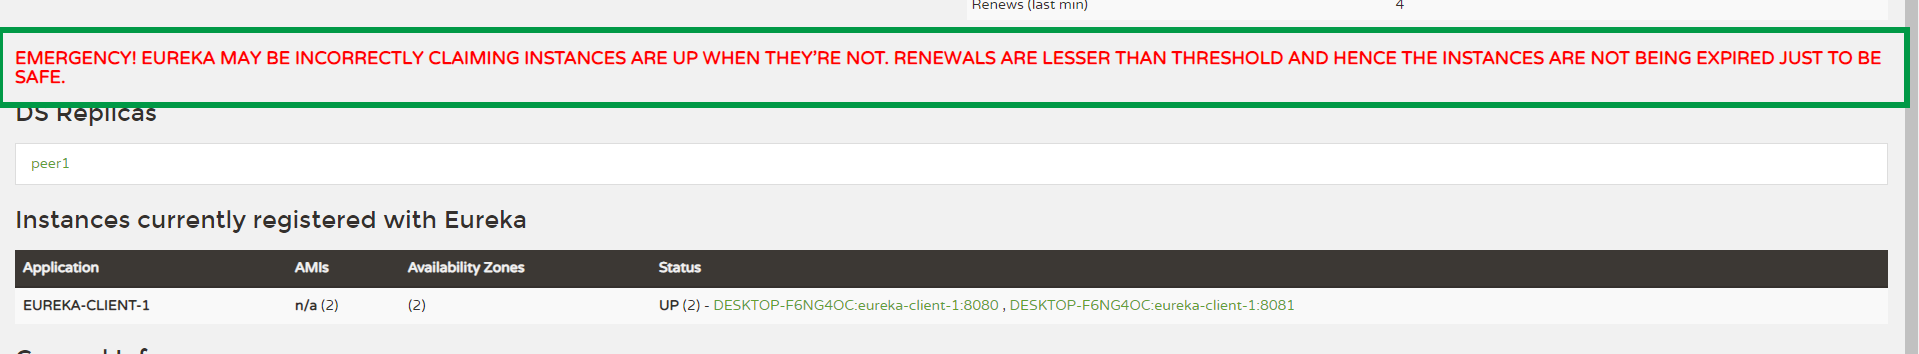 Renews (last min) 4
EMERGENCY! EUREKA MAY BE INCORRECTLY CLAIMING INSTANCES ARE UP WHEN THEY'RE NOT. RENEWALS ARE LESSER THAN THRESHOLD AND HENCE THE INSTANCES ARE NOT BEING EXPIRED JUST TO BE
SAFE.
DS Replicas
peer1
Instances currently registered with Eureka
Application AMIs Availability Zones Status
EUREKA-CLIENT-1 n/a (2) (2) UP (2) - DESKTOP-F6NG4OC:eureka-client-1:8080 , DESKTOP-F6NG4OC:eureka-client-1:8081